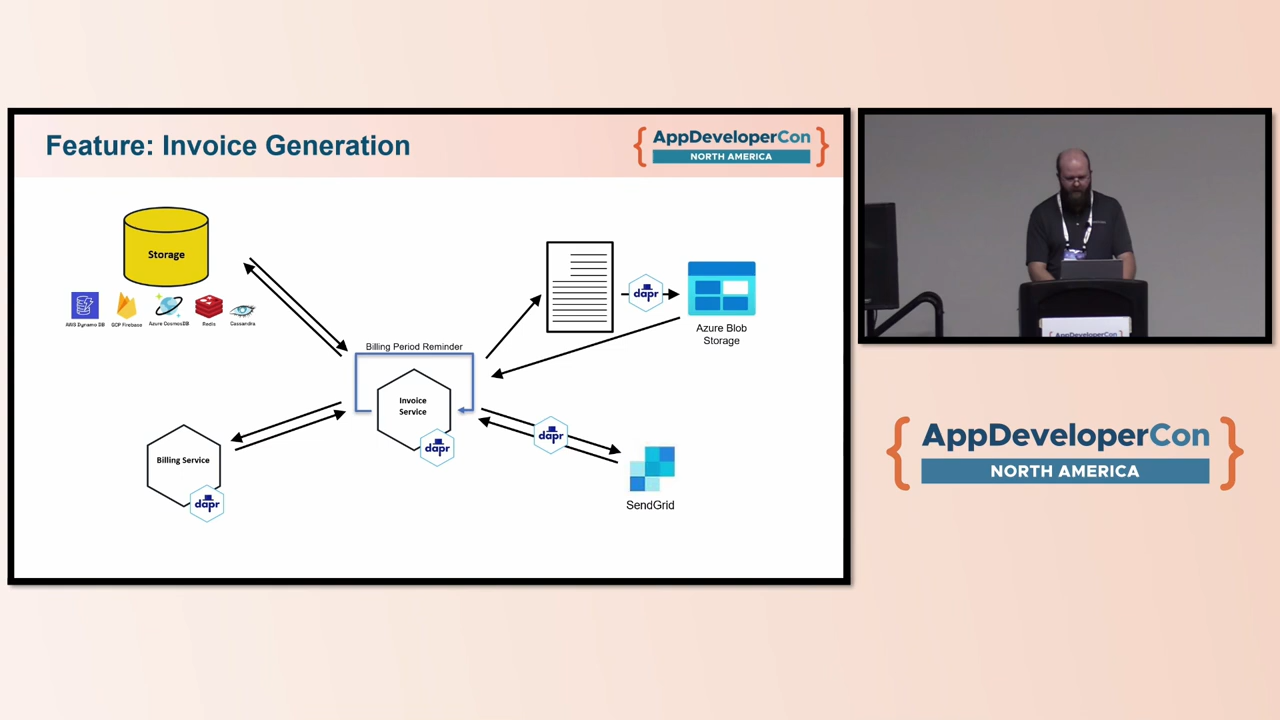 Feature: Invoice Generation
{ AppDeveloperCon }
NORTH AMERICA
Storage
AWS Dynamo DB
GCP Firebase
Azure CosmosDB
Redis
Cassandra
dapr
Azure Blob
Storage
Billing Period Reminder
Invoice
Service
dapr
dapr
Billing Service
dapr
SendGrid
AppDeveloperCon
{ AppDeveloperCon }
NORTH AMERICA